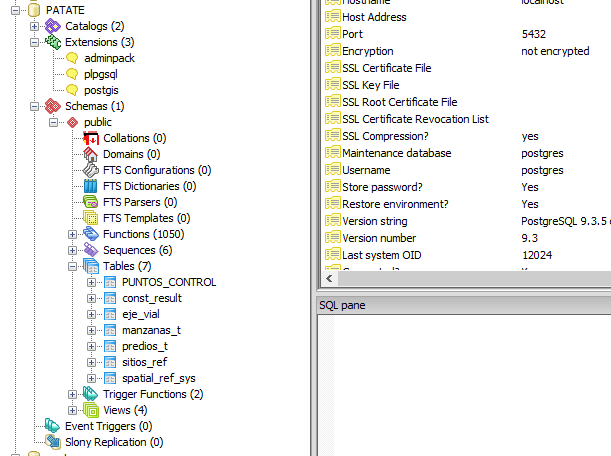 PATATE
Catalogs (2)
Extensions (3)
adminpack
plpgsql
postgis
Schemas (1)
public
Collations (0)
Domains (0)
FTS Configurations (0)
FTS Dictionaries (0)
FTS Parsers (0)
FTS Templates (0)
Functions (1050)
Sequences (6)
Tables (7)
PUNTOS_CONTROL
const_result
eje_vial
manzanas_t
predios_t
sitios_ref
spatial_ref_sys
Trigger Functions (2)
Views (4)
Event Triggers (0)
Slony Replication (0)
Hostname localhost
Host Address
Port 5432
Encryption not encrypted
SSL Certificate File
SSL Key File
SSL Root Certificate File
SSL Certificate Revocation List
SSL Compression? yes
Maintenance database postgres
Username postgres
Store password? Yes
Restore environment? Yes
Version string PostgreSQL 9.3.5
Version number 9.3
Last system OID 12024
SQL pane